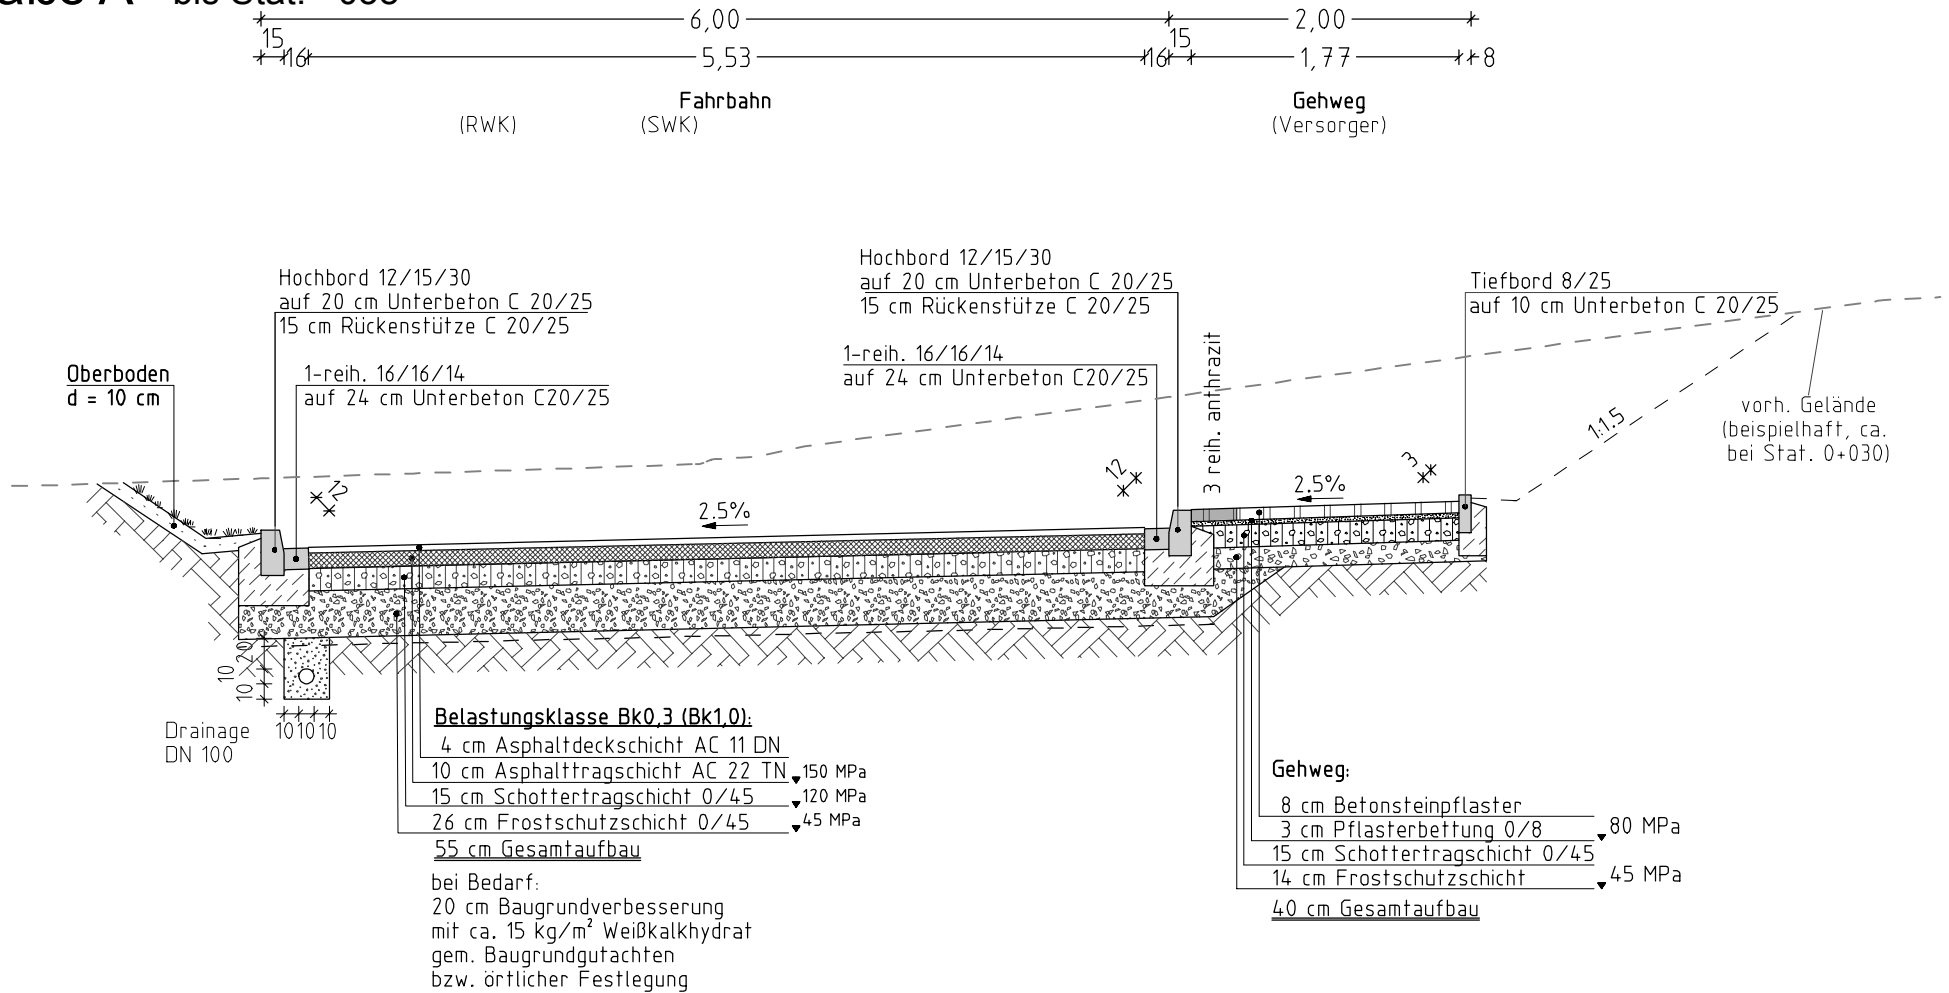 bis Stat.
6,00
2,00
15
15
16
5,53
16
1,77
8
Fahrbahn
Gehweg
(RWK)
(SWK)
(Versorger)
Hochbord 12/15/30
auf 20 cm Unterbeton C 20/25
15 cm Rückenstütze C 20/25
Hochbord 12/15/30
auf 20 cm Unterbeton C 20/25
15 cm Rückenstütze C 20/25
Tiefbord 8/25
auf 10 cm Unterbeton C 20/25
Oberboden
d = 10 cm
1-reih. 16/16/14
auf 24 cm Unterbeton C20/25
1-reih. 16/16/14
auf 24 cm Unterbeton C20/25
3 reih. anthrazit
1:1.5
vorh. Gelände
(beispielhaft, ca.
bei Stat. 0+030)
12
12
3
2.5%
2.5%
20
10
10
10 10 10
Drainage
DN 100
Belastungsklasse Bk0,3 (Bk1,0):
4 cm Asphaltdeckschicht AC 11 DN
10 cm Asphalttragschicht AC 22 TN 150 MPa
15 cm Schottertragschicht 0/45 120 MPa
26 cm Frostschutzschicht 0/45 45 MPa
55 cm Gesamtaufbau
bei Bedarf:
20 cm Baugrundverbesserung
mit ca. 15 kg/m² Weißkalkhydrat
gem. Baugrundgutachten
bzw. örtlicher Festlegung
Gehweg:
8 cm Betonsteinpflaster
3 cm Pflasterbettung 0/8 80 MPa
15 cm Schottertragschicht 0/45
14 cm Frostschutzschicht 45 MPa
40 cm Gesamtaufbau